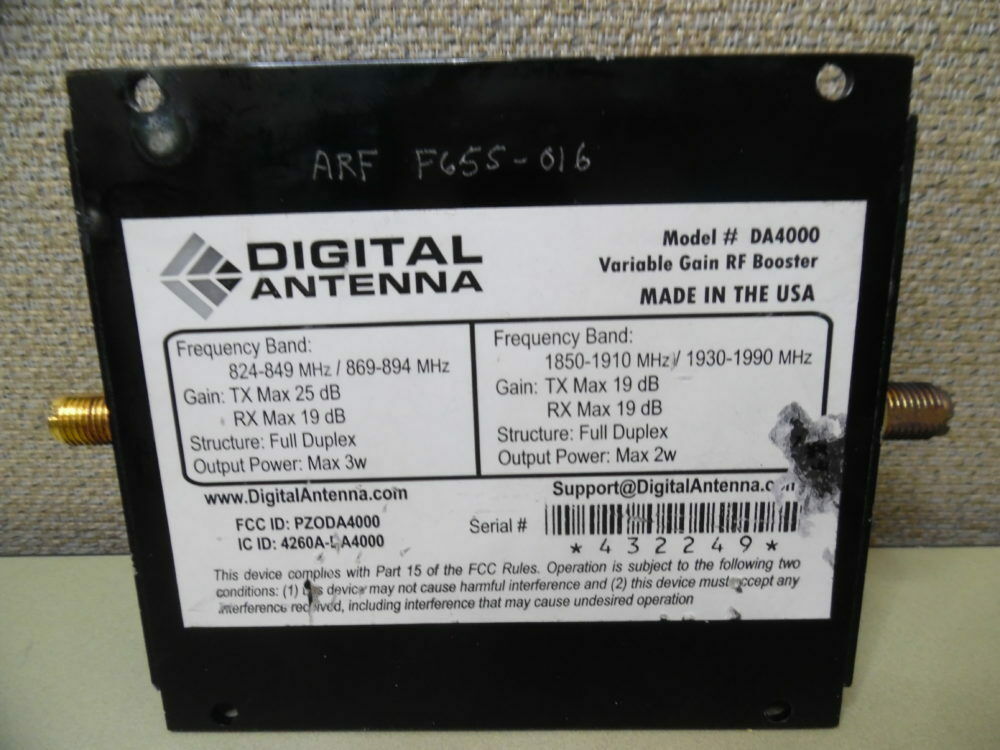 ARF F655-016
DIGITAL
ANTENNA
Model # DA4000
Variable Gain RF Booster
MADE IN THE USA
Frequency Band:
824-849 MHz / 869-894 MHz
Gain: TX Max 25 dB
RX Max 19 dB
Structure: Full Duplex
Output Power: Max 3w
Frequency Band:
1850-1910 MHz / 1930-1990 MHz
Gain: TX Max 19 dB
RX Max 19 dB
Structure: Full Duplex
Output Power: Max 2w
www.DigitalAntenna.com
Support@DigitalAntenna.com
FCC ID: PZODA4000
IC ID: 4260A-DA4000
Serial #
*432249*
This device complies with Part 15 of the FCC Rules. Operation is subject to the following two
conditions: (1) this device may not cause harmful interference and (2) this device must accept any
interference received, including interference that may cause undesired operation